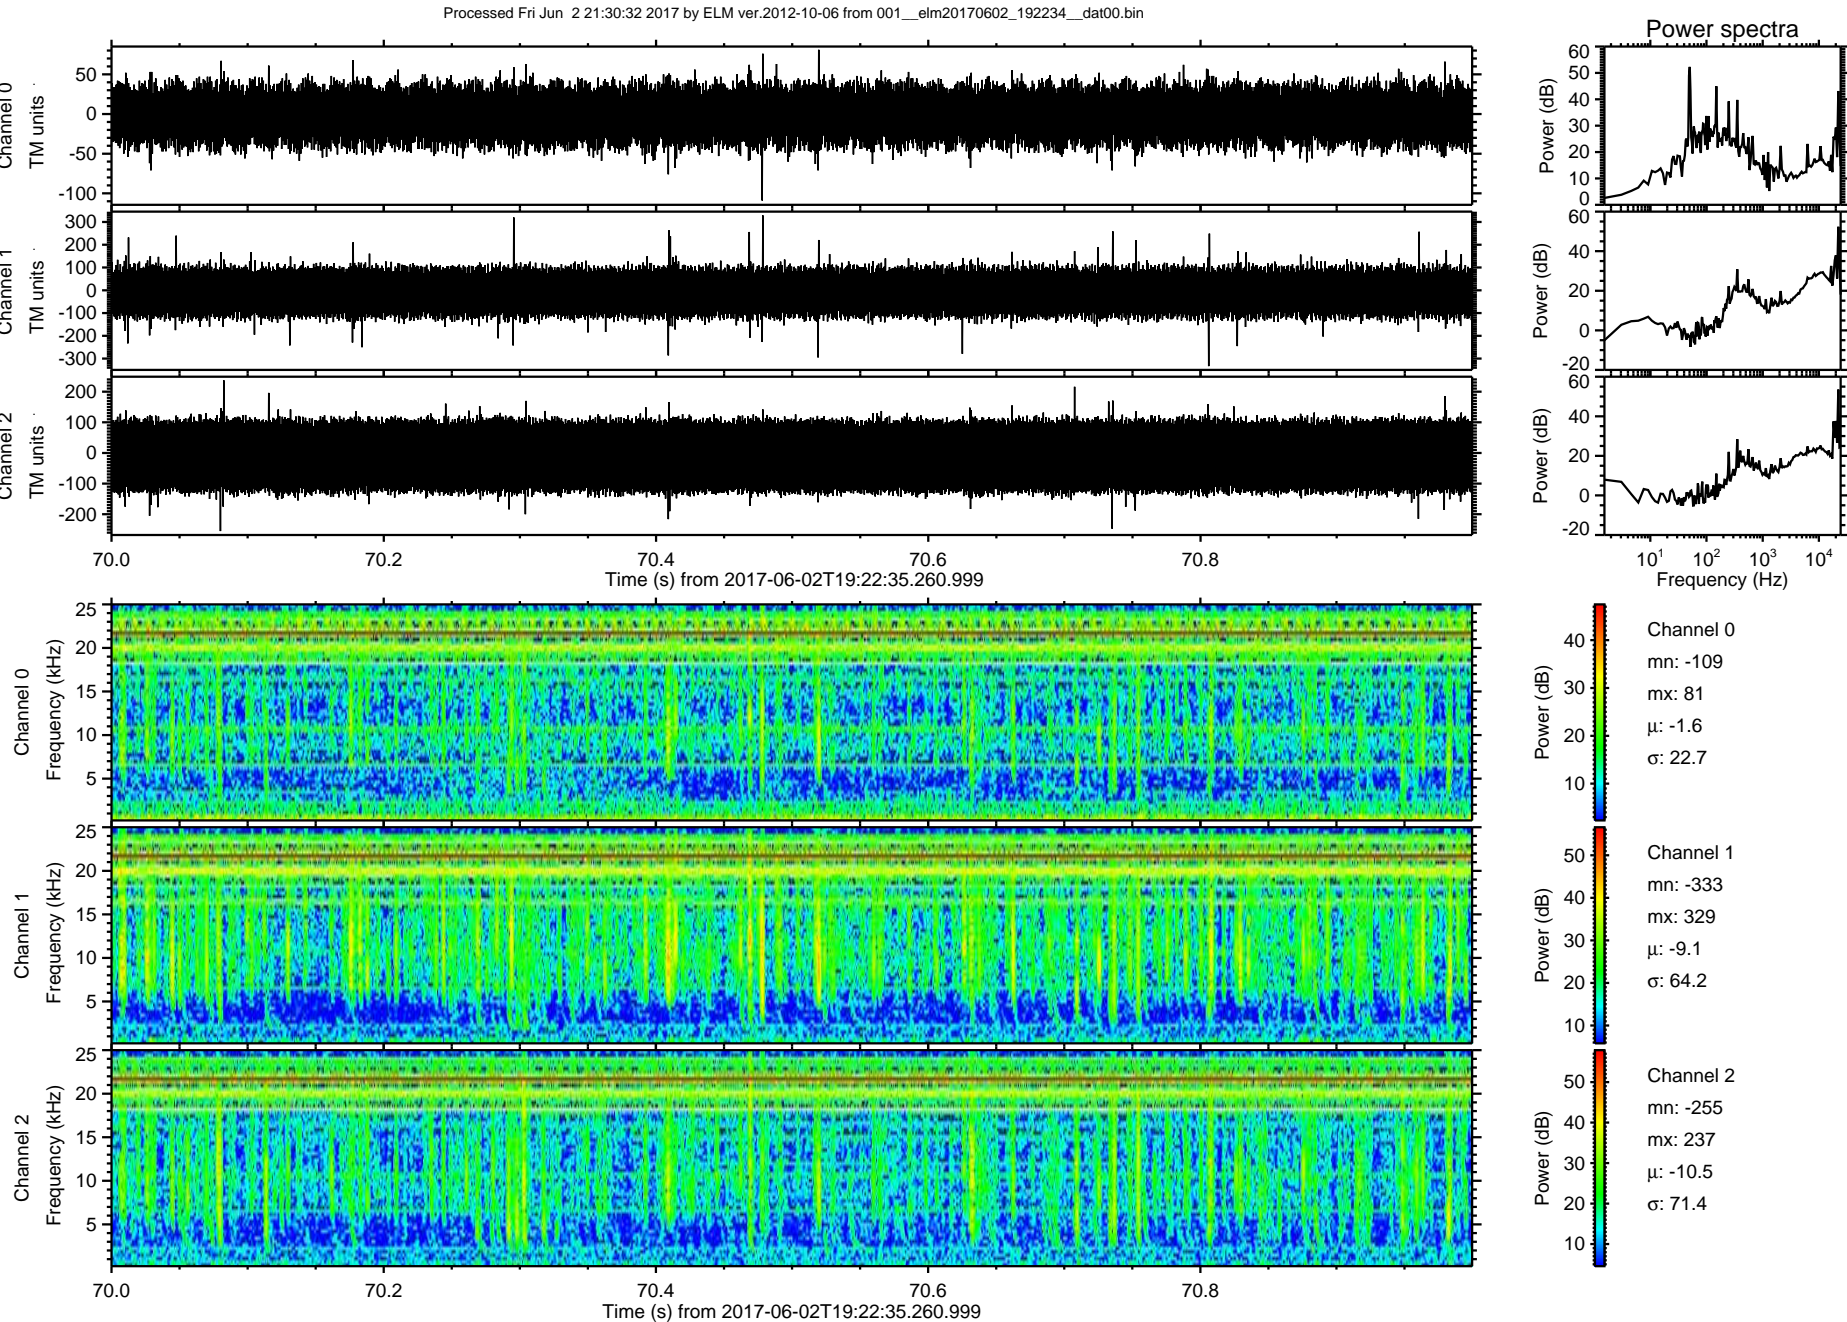 Processed Fri Jun  2 21:30:32 2017 by ELM ver.2012-10-06 from 001__elm20170602_192234__dat00.bin
Power spectra
Channel 0
TM units
50
0
-50
-100
Power (dB)
60
50
40
30
20
10
0
Channel 1
TM units
300
200
100
0
-100
-200
-300
Power (dB)
60
40
20
0
-20
Channel 2
TM units
200
100
0
-100
-200
Power (dB)
60
40
20
0
-20
70.0 70.2 70.4 70.6 70.8
Time (s) from 2017-06-02T19:22:35.260.999
10^1 10^2 10^3 10^4
Frequency (Hz)
Channel 0
Frequency (kHz)
25
20
15
10
5
Power (dB)
40
30
20
10
Channel 0
mn: -109
mx: 81
μ: -1.6
σ: 22.7
Channel 1
Frequency (kHz)
25
20
15
10
5
Power (dB)
50
40
30
20
10
Channel 1
mn: -333
mx: 329
μ: -9.1
σ: 64.2
Channel 2
Frequency (kHz)
25
20
15
10
5
Power (dB)
50
40
30
20
10
Channel 2
mn: -255
mx: 237
μ: -10.5
σ: 71.4
70.0 70.2 70.4 70.6 70.8
Time (s) from 2017-06-02T19:22:35.260.999